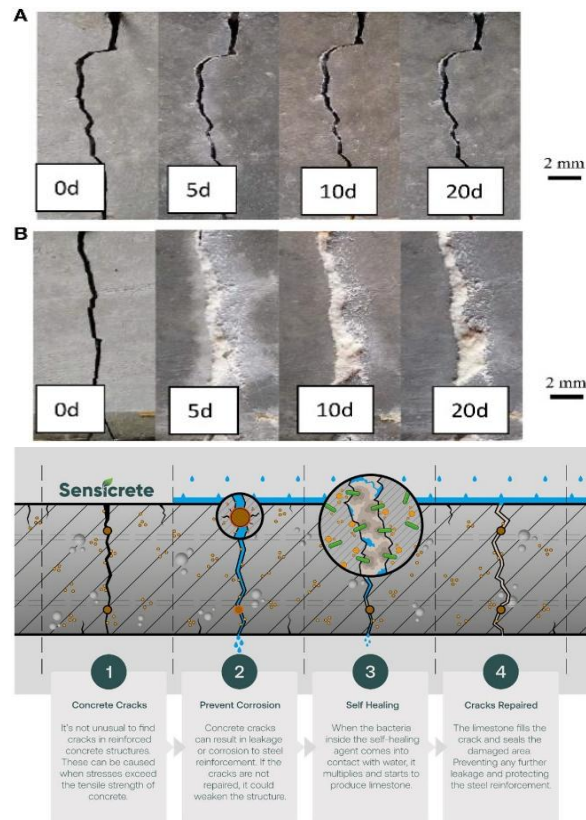 A
0d
5d
10d
20d
2 mm
B
0d
5d
10d
20d
2 mm
Sensicrete
1
Concrete Cracks
It's not unusual to find
cracks in reinforced
concrete structures.
These can be caused
when stresses exceed
the tensile strength of
concrete.
2
Prevent Corrosion
Concrete cracks
can result in leakage
or corrosion to steel
reinforcement. If the
cracks are not
repaired, it could
weaken the structure.
3
Self Healing
When the bacteria
inside the self-healing
agent comes into
contact with water, it
multiplies and starts to
produce limestone.
4
Cracks Repaired
The limestone fills the
crack and seals the
damaged area.
Preventing any further
leakage and protecting
the steel reinforcement.